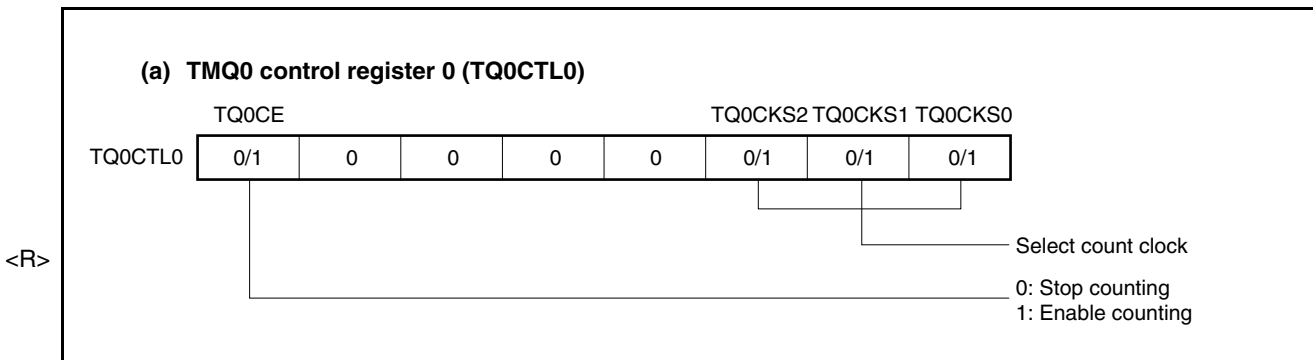 (a) TMQ0 control register 0 (TQ0CTL0)
TQ0CE TQ0CKS2 TQ0CKS1 TQ0CKS0
TQ0CTL0 0/1 0 0 0 0 0/1 0/1 0/1
Select count clock
<R>
0: Stop counting
1: Enable counting